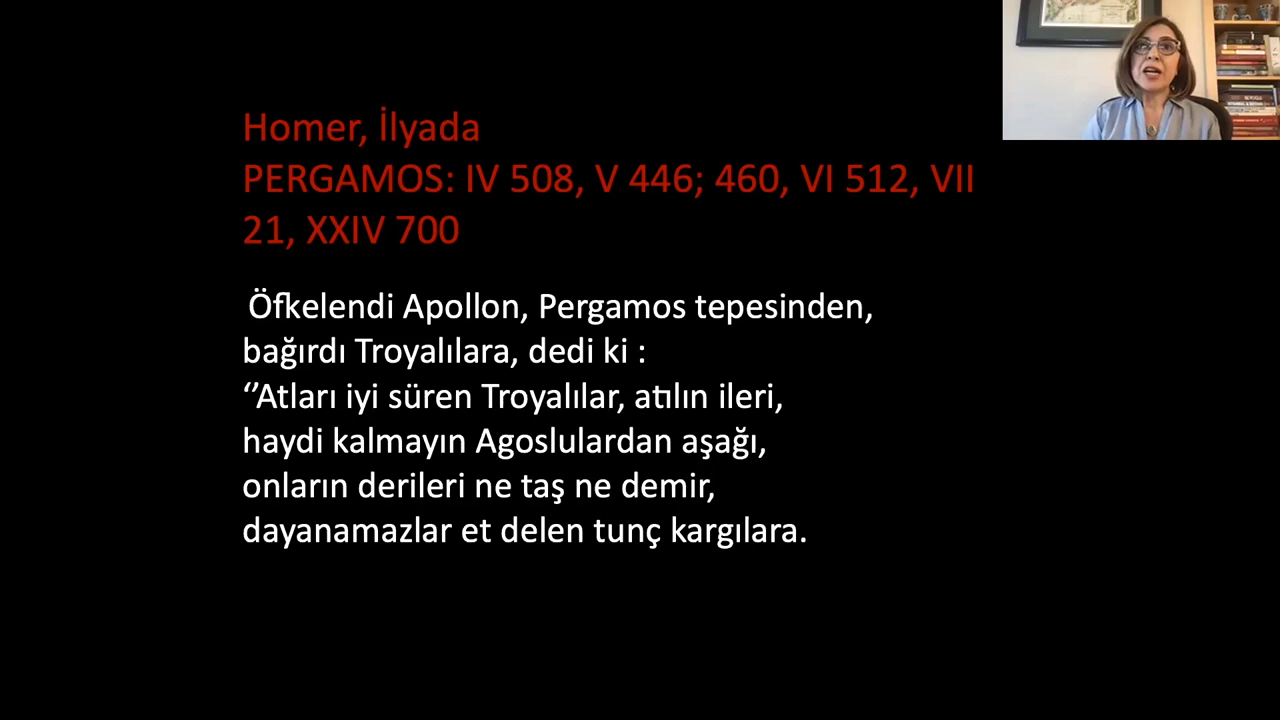 Homer, İlyada
PERGAMOS: IV 508, V 446; 460, VI 512, VII
21, XXIV 700
Öfkelendi Apollon, Pergamos tepesinden,
bağırdı Troyalılara, dedi ki :
‘’Atları iyi süren Troyalılar, atılın ileri,
haydi kalmayın Agoslulardan aşağı,
onların derileri ne taş ne demir,
dayanamazlar et delen tunç kargılara.